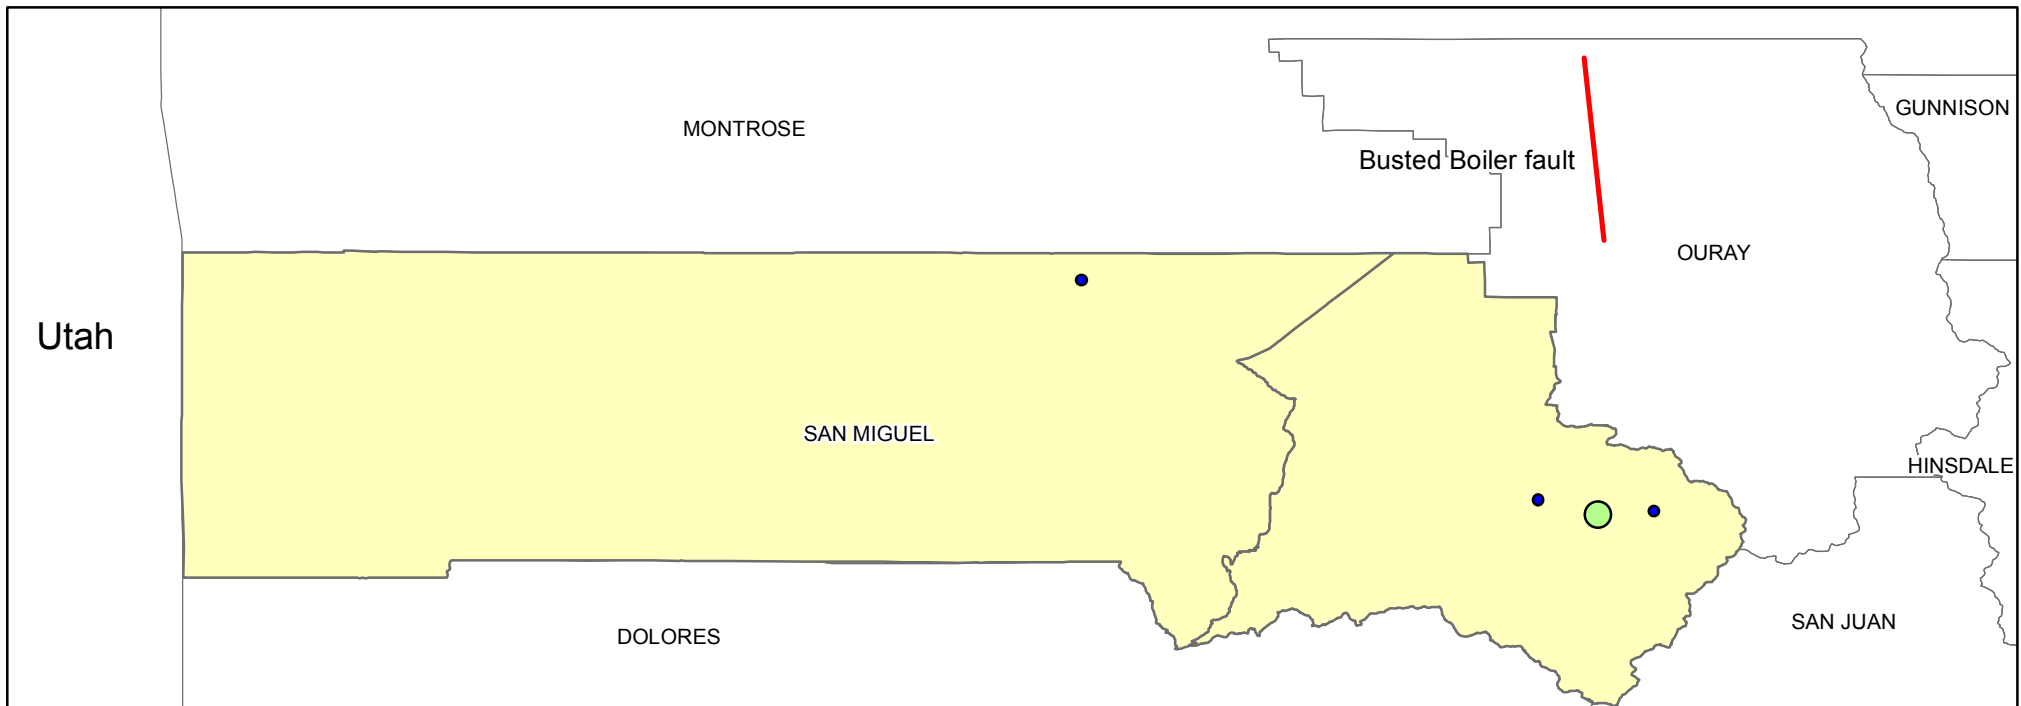 GUNNISON
MONTROSE
Busted Boiler fault
OURAY
Utah
SAN MIGUEL
HINSDALE
SAN JUAN
DOLORES